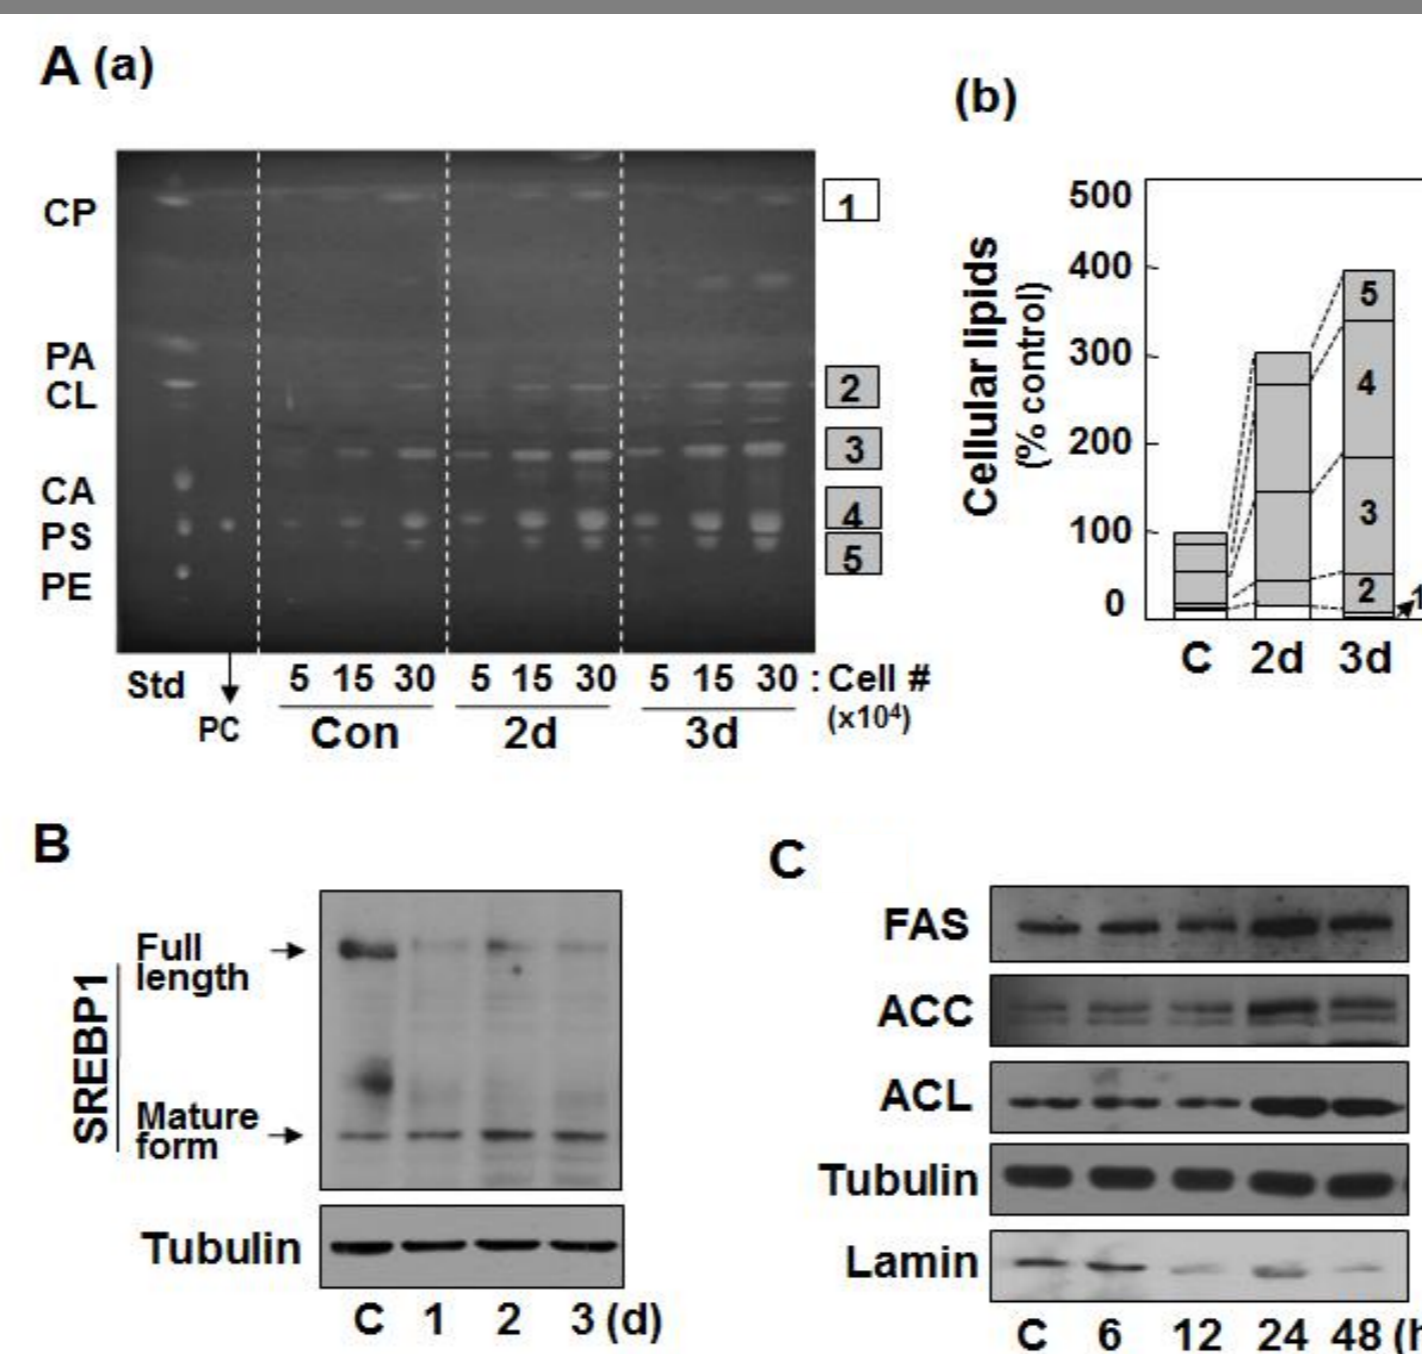 A (a)
CP
PA
CL
CA
PS
PE
1
2
3
4
5
Std
PC
5 15 30 5 15 30 5 15 30 : Cell #
(x10⁴)
Con 2d 3d
(b)
Cellular lipids
(% control)
500
400
300
200
100
0
5
4
3
2
1
C 2d 3d
B
SREBP1
Full
length
Mature
form
Tubulin
C 1 2 3 (d)
C
FAS
ACC
ACL
Tubulin
Lamin
C 6 12 24 48 (h